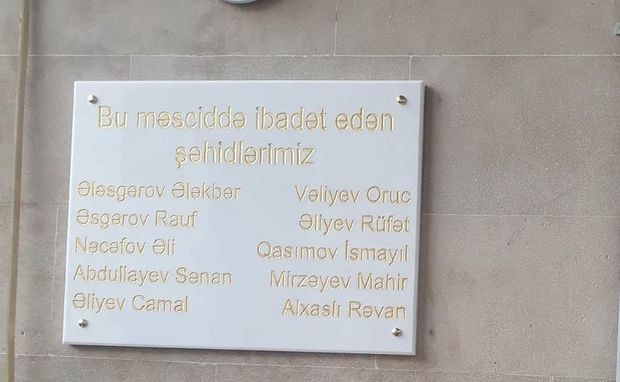 Bu məsciddə ibadət edən
şəhidlərimiz
Ələsgərov Ələkbər
Əsgərov Rauf
Nəcəfov Əli
Abdullayev Sənan
Əliyev Camal
Vəliyev Oruc
Əliyev Rüfət
Qasımov İsmayıl
Mirzəyev Mahir
Alxaslı Rəvan